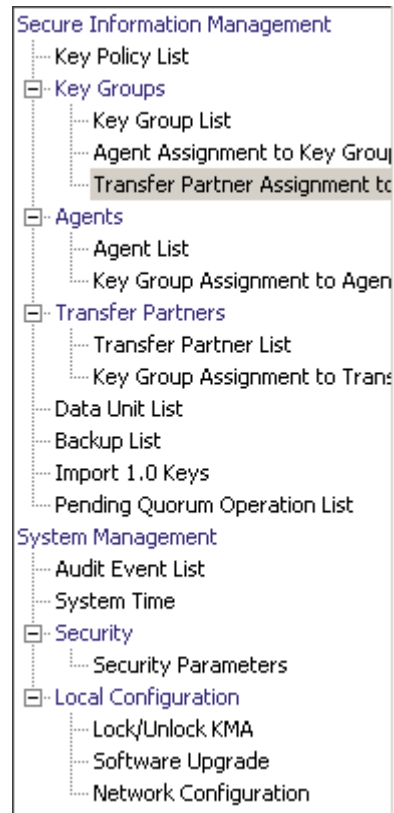 Secure Information Management
Key Policy List
Key Groups
Key Group List
Agent Assignment to Key Grou
Transfer Partner Assignment to
Agents
Agent List
Key Group Assignment to Agen
Transfer Partners
Transfer Partner List
Key Group Assignment to Trans
Data Unit List
Backup List
Import 1.0 Keys
Pending Quorum Operation List
System Management
Audit Event List
System Time
Security
Security Parameters
Local Configuration
Lock/Unlock KMA
Software Upgrade
Network Configuration